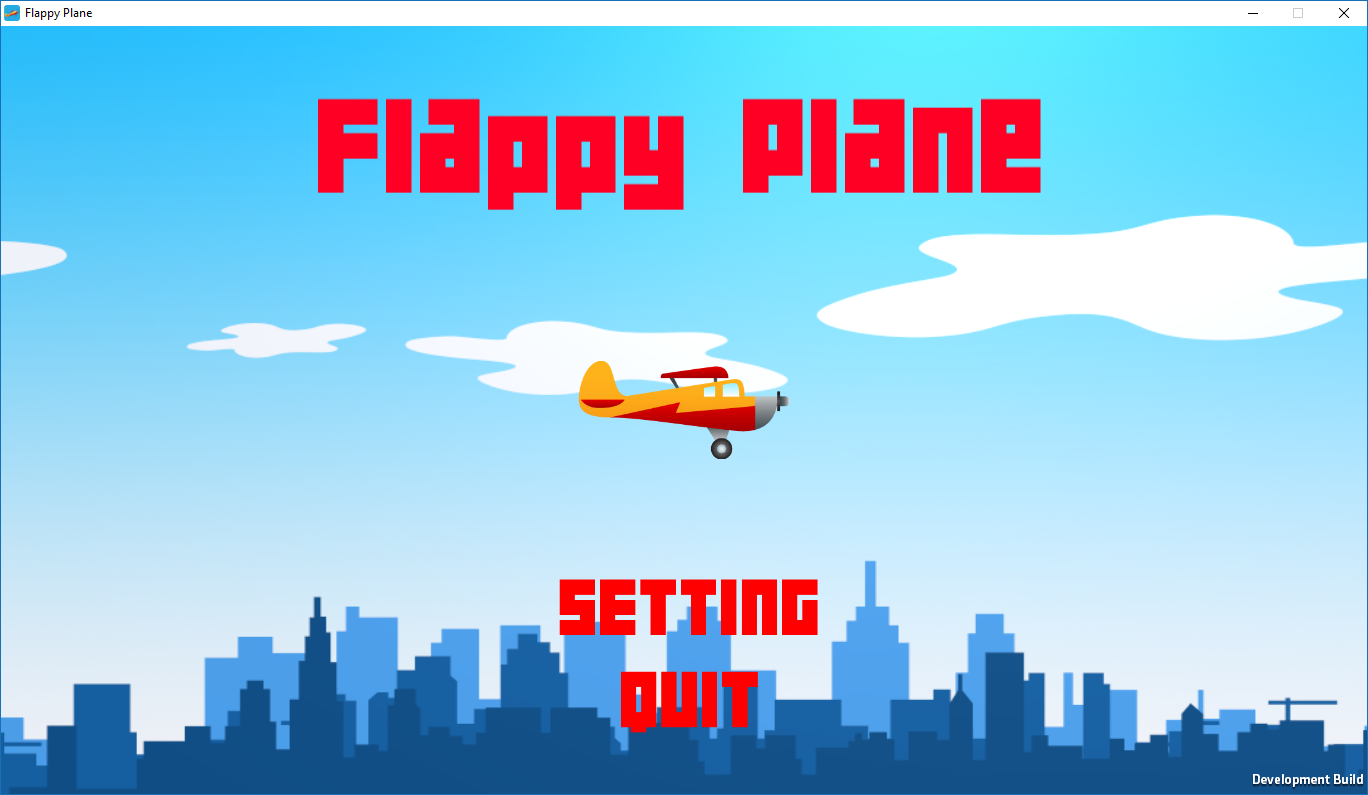 Flappy Plane
Flappy Plane
SETTING
QUIT
Development Build